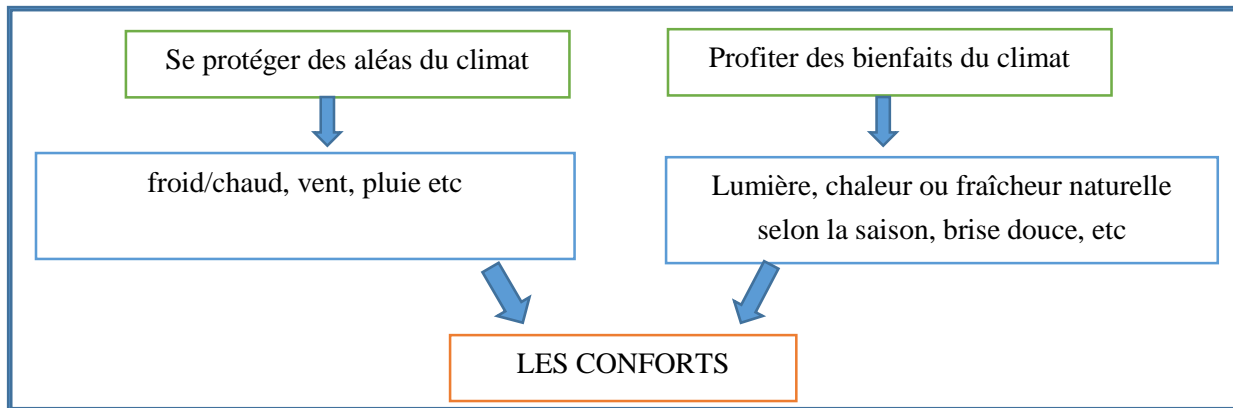 Se protéger des aléas du climat
Profiter des bienfaits du climat
froid/chaud, vent, pluie etc
Lumière, chaleur ou fraîcheur naturelle
selon la saison, brise douce, etc
LES CONFORTS